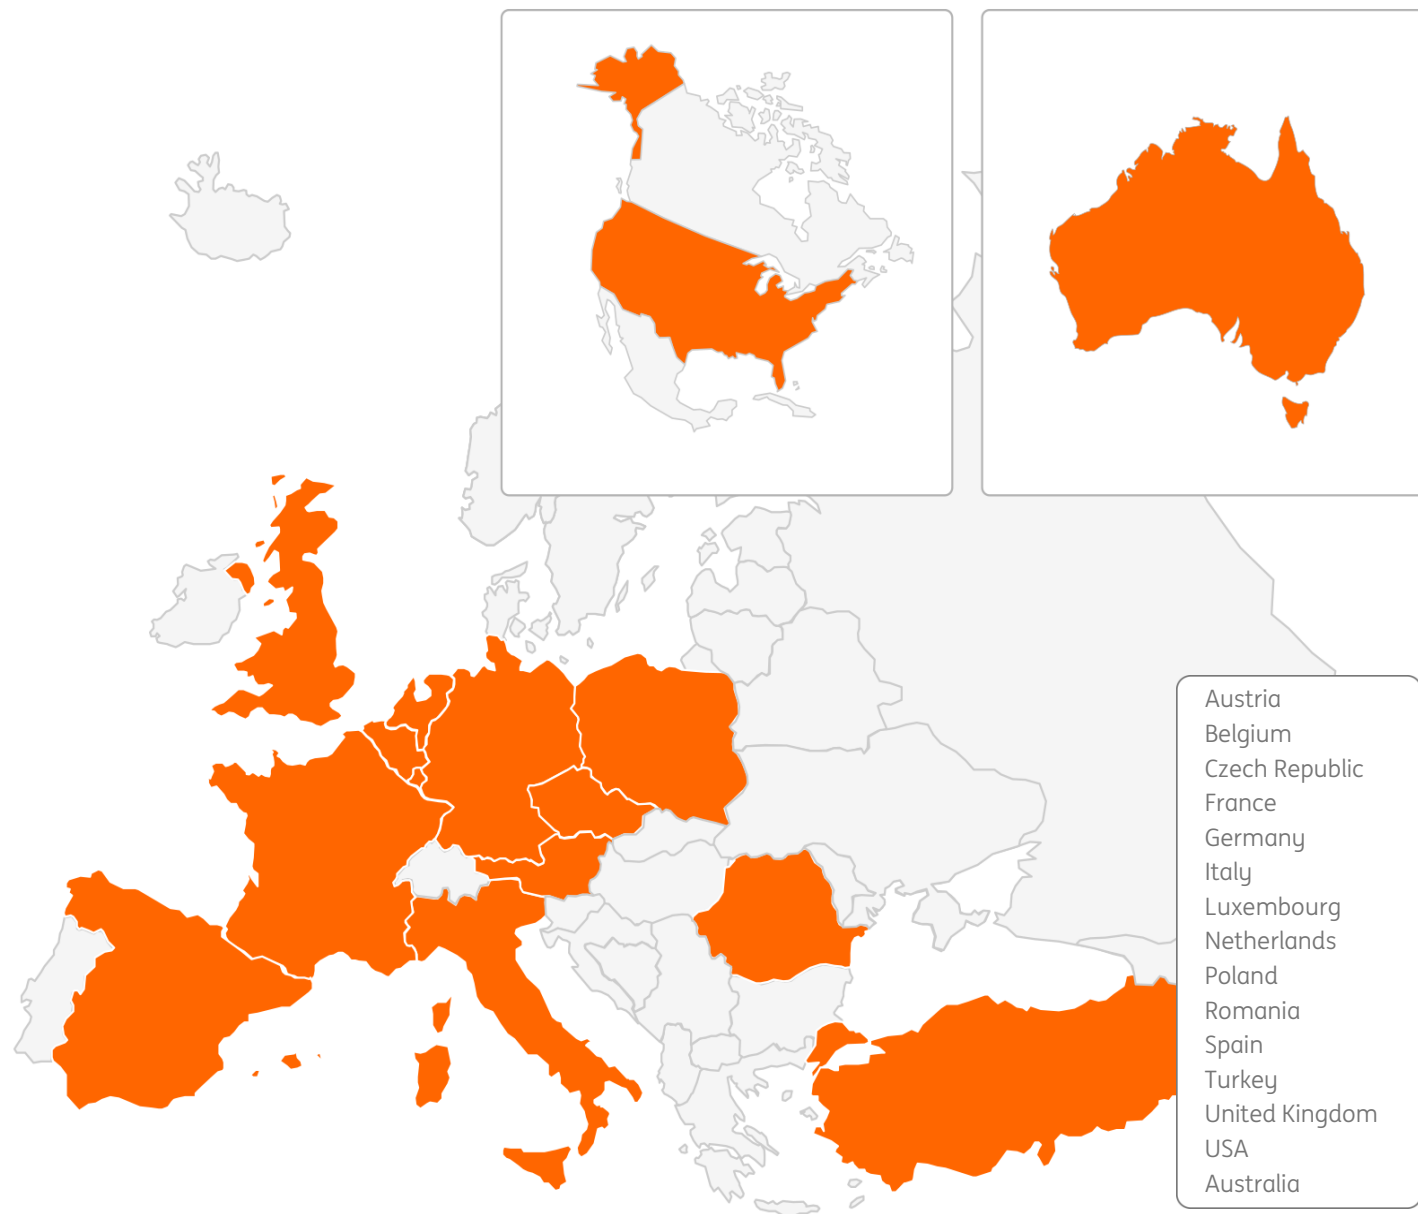 Austria
Belgium
Czech Republic
France
Germany
Italy
Luxembourg
Netherlands
Poland
Romania
Spain
Turkey
United Kingdom
USA
Australia